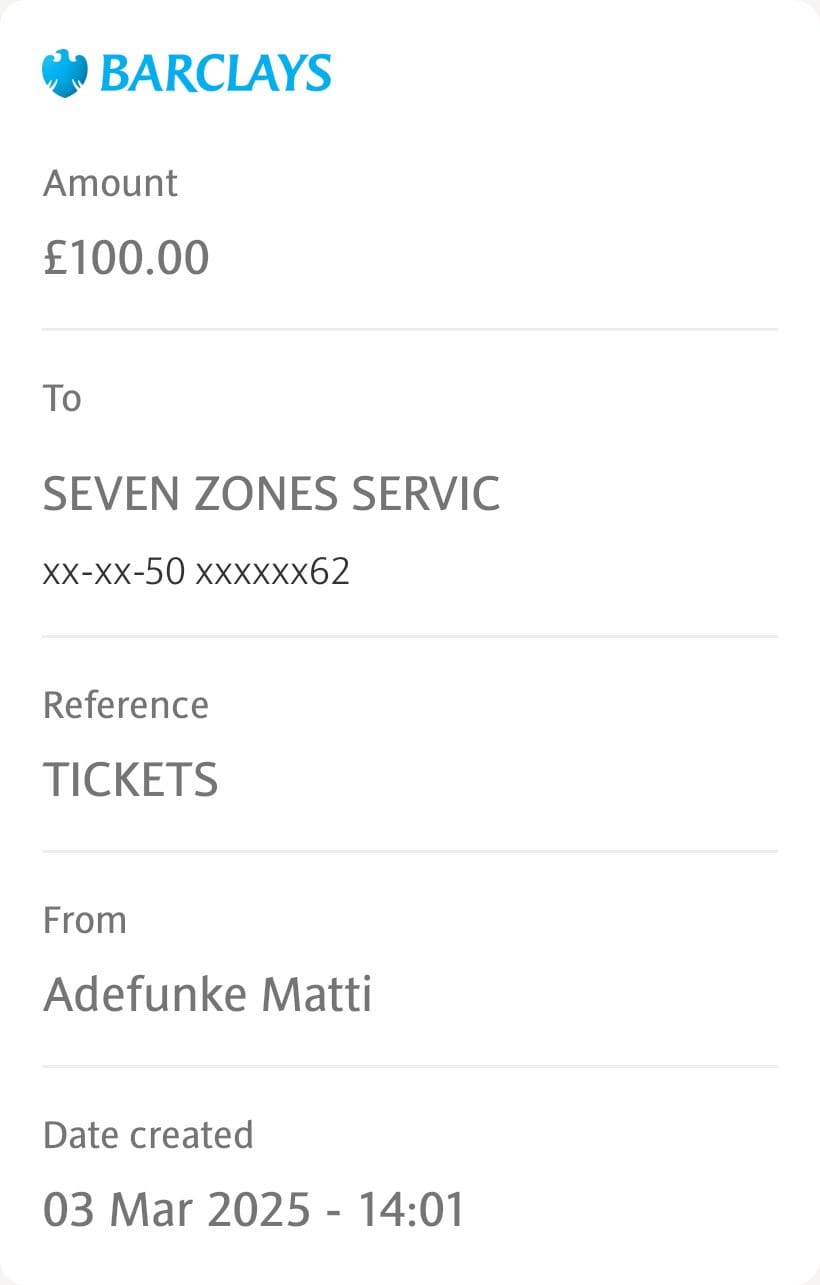 BARCLAYS
Amount
£100.00
To
SEVEN ZONES SERVIC
xx-xx-50 xxxxxx62
Reference
TICKETS
From
Adefunke Matti
Date created
03 Mar 2025 - 14:01